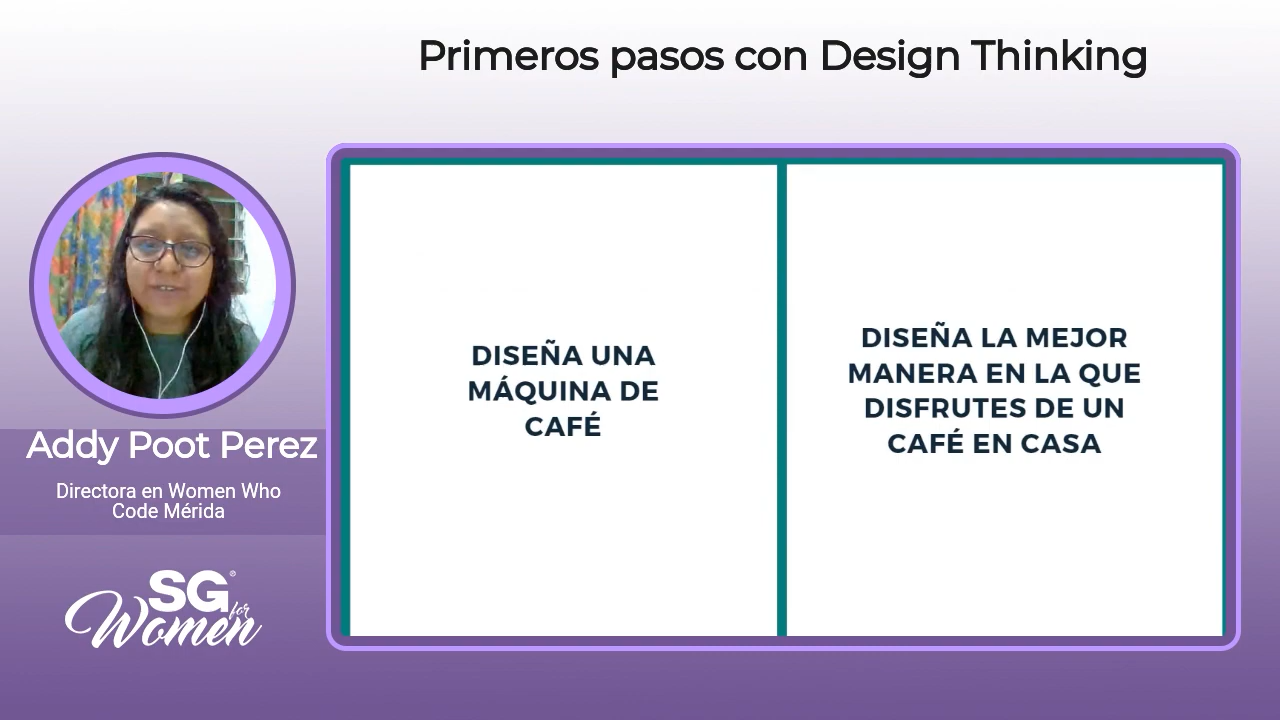 Primeros pasos con Design Thinking
DISEÑA UNA
MÁQUINA DE
CAFÉ
DISEÑA LA MEJOR
MANERA EN LA QUE
DISFRUTES DE UN
CAFÉ EN CASA
Addy Poot Perez
Directora en Women Who
Code Mérida
SG®
for
Women